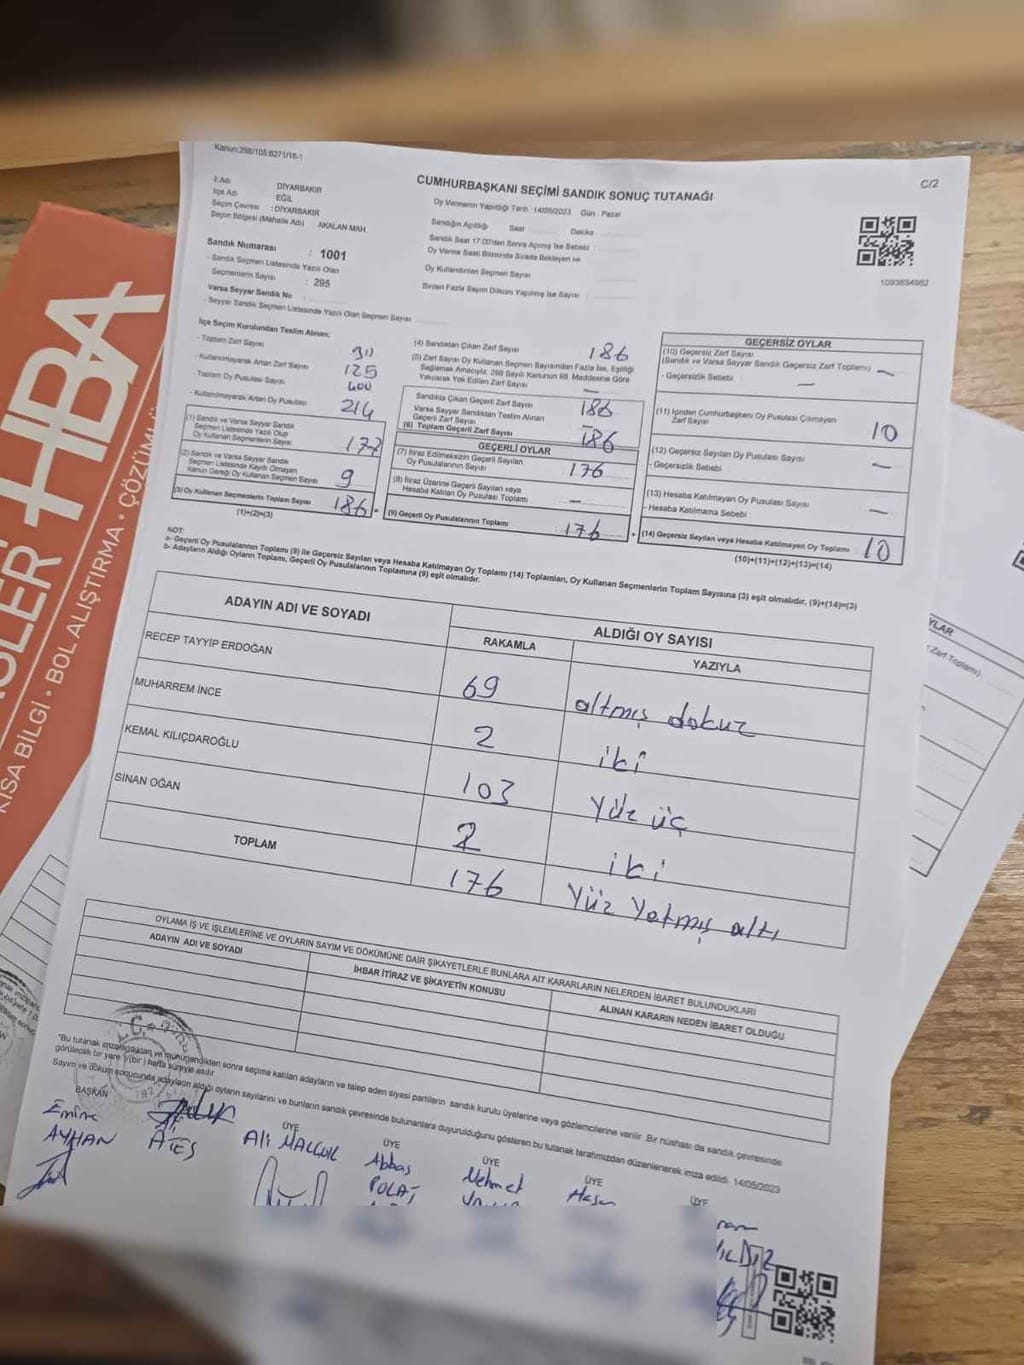 Kanun:298/105;6271/16-1
CUMHURBAŞKANI SEÇİMİ SANDIK SONUÇ TUTANAĞI
C/2
İl Adı : DİYARBAKIR
İlçe Adı EĞİL
Seçim Çevresi : DİYARBAKIR
Seçim Bölgesi (Mahalle Adı) : AKALAN MAH
Oy Vermenin Yapıldığı Tarih :14/05/2023 Gün : Pazar
Sandığın Açıldığı Saat Dakika
Sandık Saat 17:00'den Sonra Açılmış İse Sebebi :
Oy Verme Saati Bitiminde Sırada Bekleyen ve
Oy Kullandırılan Seçmen Sayısı
Birden Fazla Sayım Döküm Yapılmış İse Sayısı :
1093634982
Sandık Numarası : 1001
- Sandık Seçmen Listesinde Yazılı Olan
Seçmenlerin Sayısı : 295
Varsa Seyyar Sandık No
- Seyyar Sandık Seçmen Listesinde Yazılı Olan Seçmen Sayısı
İlçe Seçim Kurulundan Teslim Alınan:
- Toplam Zarf Sayısı 311
- Kullanılmayarak Artan Zarf Sayısı 125
- Toplam Oy Pusulası Sayısı 400
- Kullanılmayarak Artan Oy Pusulası 214
(1) Sandık ve Varsa Seyyar Sandık
Seçmen Listesinde Yazılı Olup
Oy Kullanan Seçmenlerin Sayısı 177
(2) Sandık ve Varsa Seyyar Sandık
Seçmen Listesinde Kayıtlı Olmayan
Kanun Gereği Oy Kullanan Seçmen Sayısı 9
(3) Oy Kullanan Seçmenlerin Toplam Sayısı 186 =
(1)+(2)=(3)
(4) Sandıktan Çıkan Zarf Sayısı 186
(5) Zarf Sayısı Oy Kullanan Seçmen Sayısından Fazla İse, Eşitliği
Sağlamak Amacıyla, 298 Sayılı Kanunun 98. Maddesine Göre
Yakılarak Yok Edilen Zarf Sayısı —
Sandıkta Çıkan Geçerli Zarf Sayısı 186
Varsa Seyyar Sandıktan Teslim Alınan
Geçerli Zarf Sayısı —
(6) Toplam Geçerli Zarf Sayısı 186
GEÇERLİ OYLAR
(7) İtiraz Edilmeksizin Geçerli Sayılan
Oy Pusulasının Sayısı 176
(8) İtiraz Üzerine Geçerli Sayılan veya
Hesaba Katılan Oy Pusulası Toplamı —
(9) Geçerli Oy Pusulalarının Toplamı 176 +
GEÇERSİZ OYLAR
(10) Geçersiz Zarf Sayısı
(Sandık ve Varsa Seyyar Sandık Geçersiz Zarf Toplamı) —
- Geçersizlik Sebebi : —
(11) İçinden Cumhurbaşkanı Oy Pusulası Çıkmayan
Zarf Sayısı 10
(12) Geçersiz Sayılan Oy Pusulası Sayısı —
- Geçersizlik Sebebi
(13) Hesaba Katılmayan Oy Pusulası Sayısı
- Hesaba Katılmama Sebebi : —
(14) Geçersiz Sayılan veya Hesaba Katılmayan Oy Toplamı 10
(10)+(11)+(12)+(13)=(14)
NOT:
a- Geçerli Oy Pusulalarının Toplamı (9) ile Geçersiz Sayılan veya Hesaba Katılmayan Oy Toplamı (14) Toplamları, Oy Kullanan Seçmenlerin Toplam Sayısına (3) eşit olmalıdır. (9)+(14)=(3)
b- Adayların Aldığı Oyların Toplamı, Geçerli Oy Pusulalarının Toplamına (9) eşit olmalıdır.
ADAYIN ADI VE SOYADI ALDIĞI OY SAYISI
RAKAMLA YAZIYLA
RECEP TAYYİP ERDOĞAN 69 altmış dokuz
MUHARREM İNCE 2 iki
KEMAL KILIÇDAROĞLU 103 Yüz üç
SİNAN OĞAN 2 iki
TOPLAM 176 Yüz Yetmiş altı
OYLAMA İŞ VE İŞLEMLERİNE VE OYLARIN SAYIM VE DÖKÜMÜNE DAİR ŞİKAYETLERLE BUNLARA AİT KARARLARIN NELERDEN İBARET BULUNDUKLARI
ADAYIN ADI VE SOYADI İHBAR İTİRAZ VE ŞİKAYETİN KONUSU ALINAN KARARIN NEDEN İBARET OLDUĞU
*Bu tutanak imzalandıktan ve mühürlendikten sonra seçime katılan adayların ve talep eden siyasi partilerin sandık kurulu üyelerine veya gözlemcilerine verilir .Bir nüshası da sandık çevresinde
görülecek bir yere 1(bir ) hafta süreyle asılır
Sayım ve döküm sonucunda adayların aldığı oyların sayılarını ve bunların sandık çevresinde bulunanlara duyurulduğunu gösteren bu tutanak tarafımızdan düzenlenerek imza edildi. 14/05/2023
BAŞKAN ÜYE ÜYE ÜYE ÜYE ÜYE
Emine Ali Abbas Mehmet Hasan
AYHAN ATEŞ POLAT
HBA
KISA BİLGİ • BOL ALIŞTIRMA • ÇÖZÜML